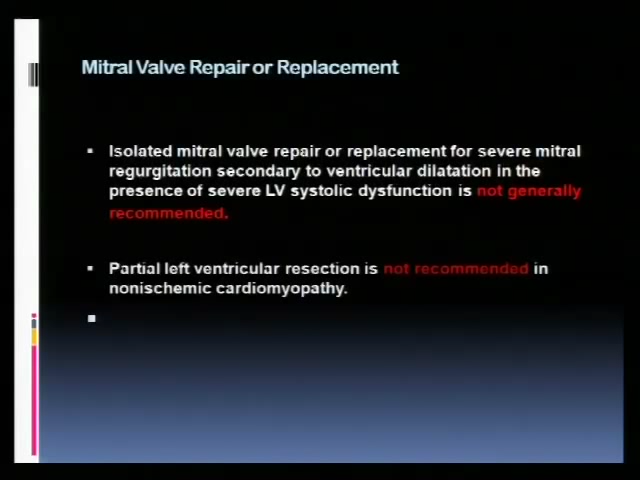 Mitral Valve Repair or Replacement
▪ Isolated mitral valve repair or replacement for severe mitral
regurgitation secondary to ventricular dilatation in the
presence of severe LV systolic dysfunction is not generally
recommended.
▪ Partial left ventricular resection is not recommended in
nonischemic cardiomyopathy.
▪